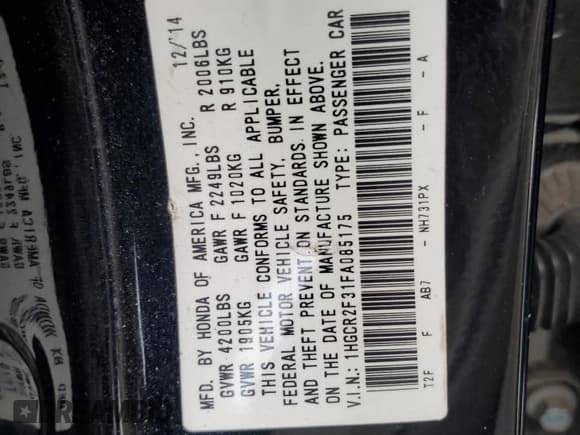 MFD. BY HONDA OF AMERICA MFG., INC. 12/14
GVWR 4200LBS GAWR F 2249LBS R 2006LBS
GVWR 1905KG GAWR F 1020KG R 910KG
THIS VEHICLE CONFORMS TO ALL APPLICABLE
FEDERAL MOTOR VEHICLE SAFETY, BUMPER,
AND THEFT PREVENTION STANDARDS. IN EFFECT
ON THE DATE OF MANUFACTURE SHOWN ABOVE.
V.I.N.: 1HGCR2F31FA085175 TYPE: PASSENGER CAR
T2F F AB7 - NH731PX - F - A